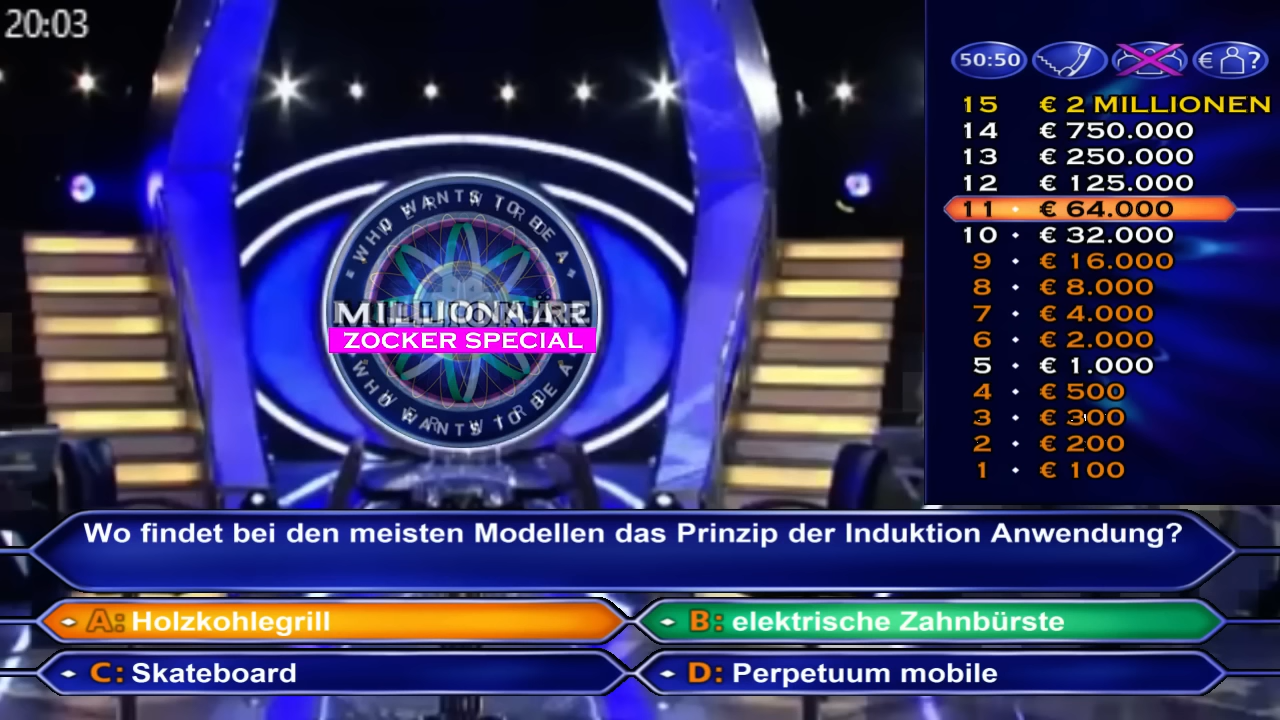 20:03
50:50
€ ?
15 € 2 MILLIONEN
14 € 750.000
13 € 250.000
12 € 125.000
11 · € 64.000
10 · € 32.000
9 · € 16.000
8 · € 8.000
7 · € 4.000
6 · € 2.000
5 · € 1.000
4 · € 500
3 · € 300
2 · € 200
1 · € 100
WHO WANTS TO BE A
ZOCKER SPECIAL
WHO WANTS TO BE A
Wo findet bei den meisten Modellen das Prinzip der Induktion Anwendung?
A: Holzkohlegrill
B: elektrische Zahnbürste
C: Skateboard
D: Perpetuum mobile